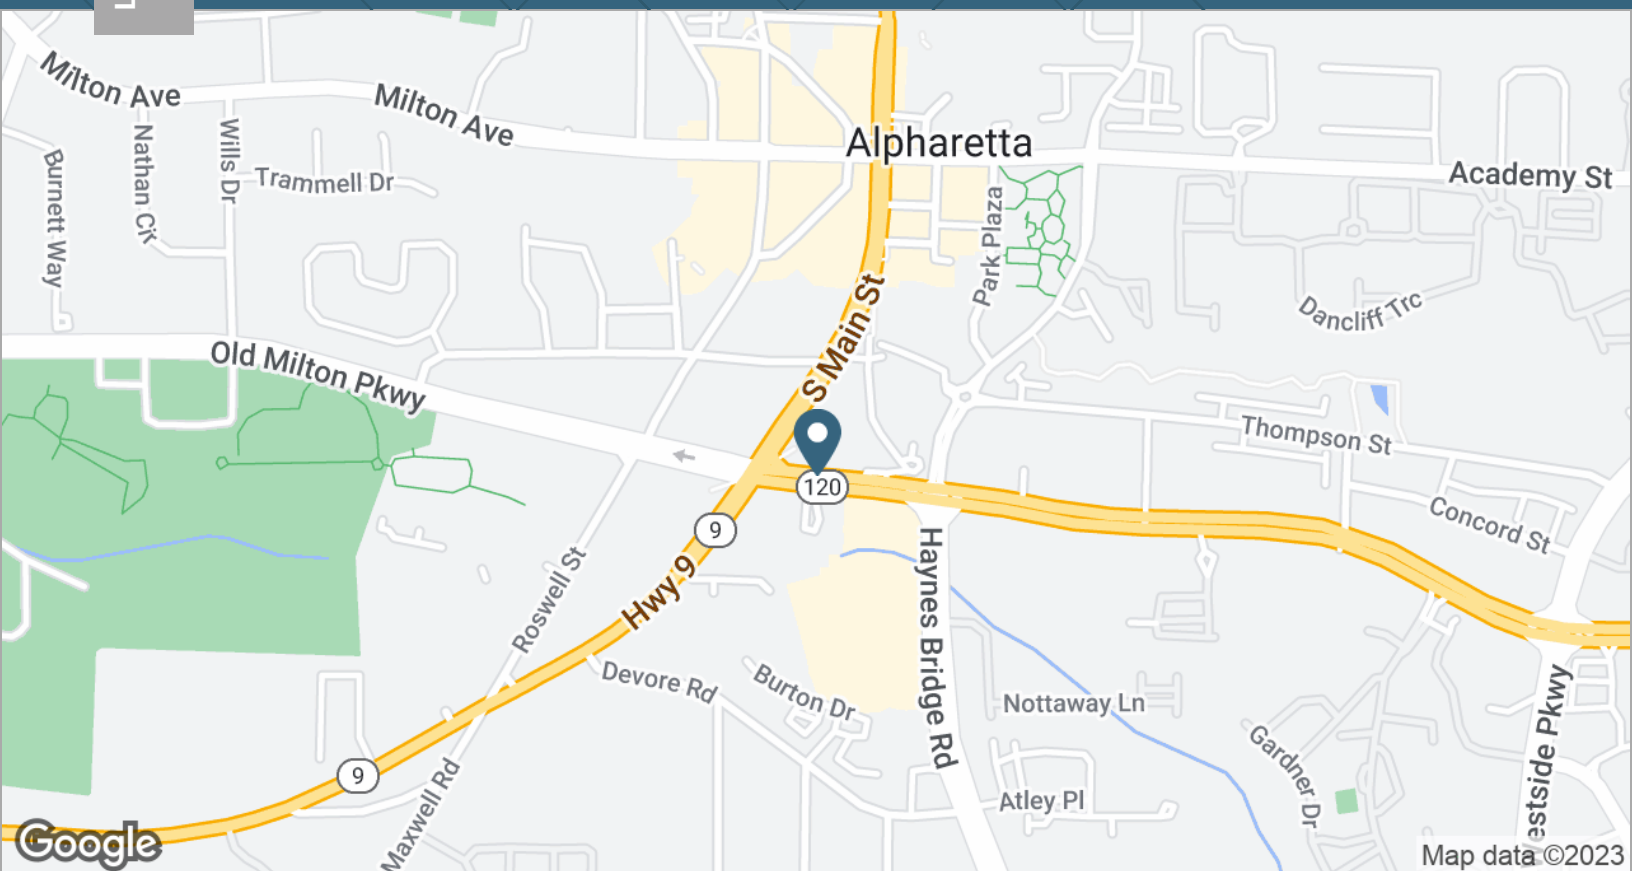 Milton Ave
Milton Ave
Alpharetta
Academy St
Nathan Cir
Wills Dr
Burnett Way
Trammell Dr
Park Plaza
S Main St
Dancliff Trc
Old Milton Pkwy
Thompson St
120
Concord St
9
Hwy 9
Roswell St
Haynes Bridge Rd
Devore Rd
Burton Dr
Nottaway Ln
Gardner Dr
Westside Pkwy
9
Maxwell Rd
Atley Pl
Google
Map data ©2023